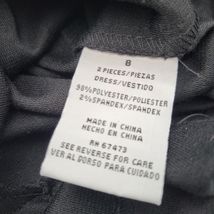 8
2 PIECES/PIEZAS
DRESS/VESTIDO
98% POLYESTER/POLIESTER
2% SPANDEX/SPANDEX
MADE IN CHINA
HECHO EN CHINA
RN 67473
SEE REVERSE FOR CARE
VER AL DORSO PARA CUIDADO